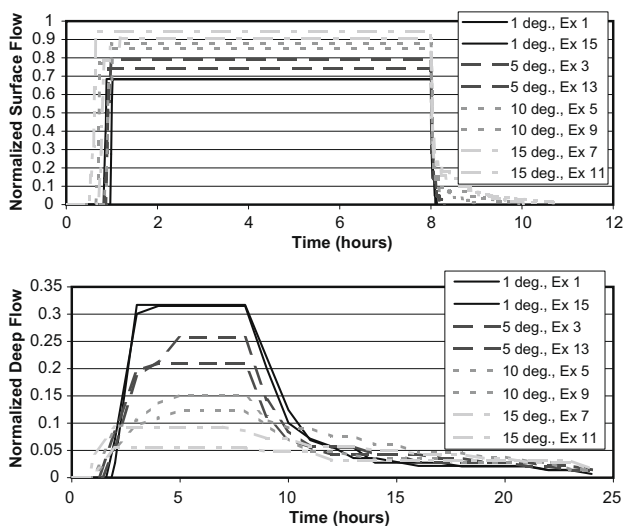 Normalized Surface Flow
1
0.9
0.8
0.7
0.6
0.5
0.4
0.3
0.2
0.1
0
0 2 4 6 8 10 12
Time (hours)
1 deg., Ex 1
1 deg., Ex 15
5 deg., Ex 3
5 deg., Ex 13
10 deg., Ex 5
10 deg., Ex 9
15 deg., Ex 7
15 deg., Ex 11
Normalized Deep Flow
0.35
0.3
0.25
0.2
0.15
0.1
0.05
0
0 5 10 15 20 25
Time (hours)
1 deg., Ex 1
1 deg., Ex 15
5 deg., Ex 3
5 deg., Ex 13
10 deg., Ex 5
10 deg., Ex 9
15 deg., Ex 7
15 deg., Ex 11